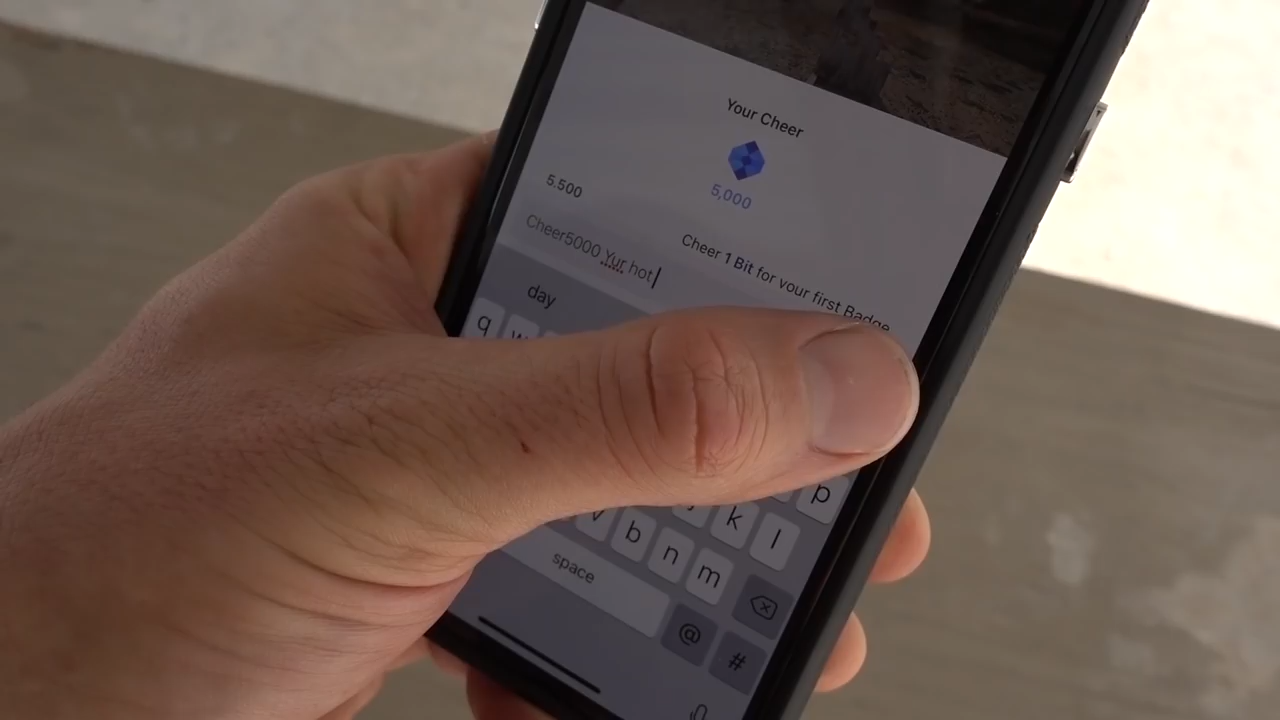 Your Cheer
5,000
5.500
Cheer 1 Bit for your first Badge
Cheer5000 Yur hot
day
q w
p
k l
v b n m
space
@ #